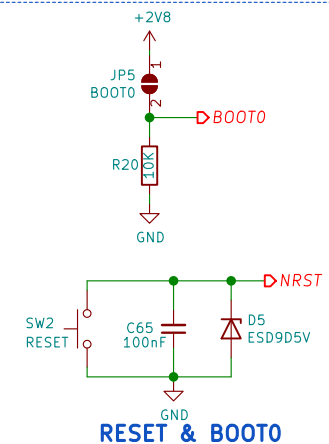 +2V8
JP5
BOOT0
1
2
BOOT0
R20
10K
GND
NRST
SW2
RESET
C65
100nF
D5
ESD9D5V
GND
RESET & BOOT0